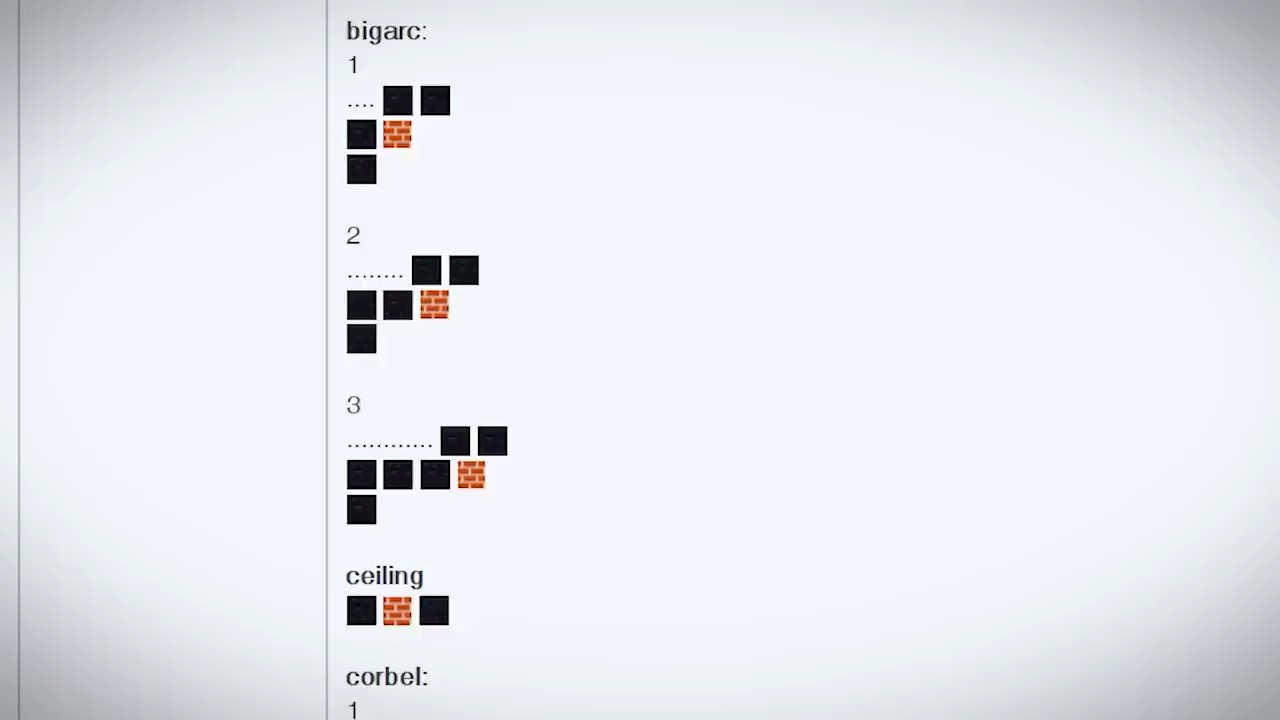 bigarc:
1
....
2
........
3
............
ceiling
corbel:
1